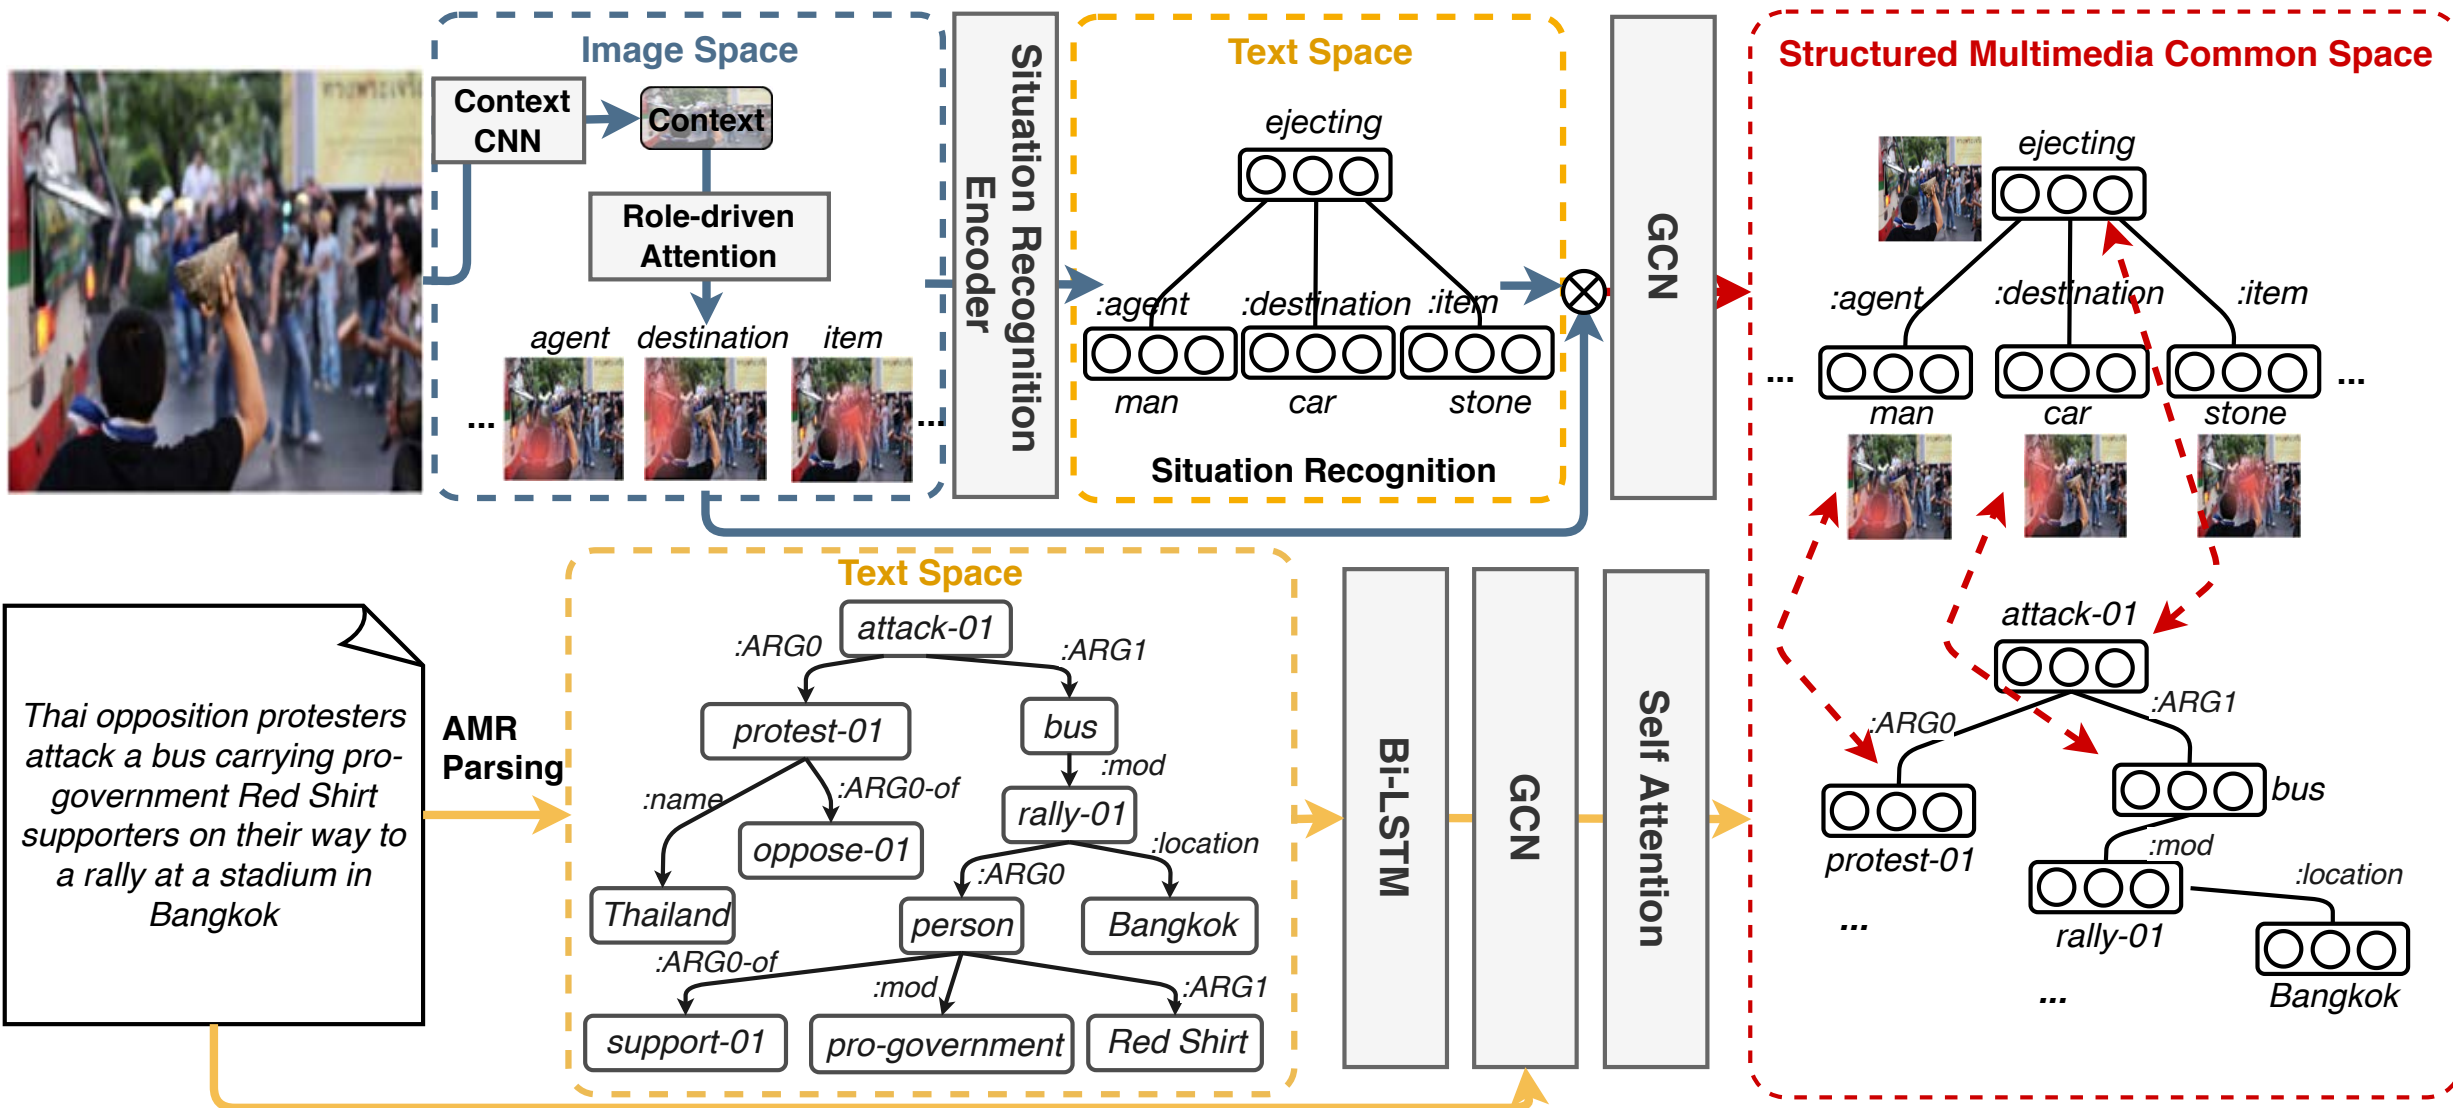 Image Space
Context
CNN
Context
Role-driven
Attention
agent destination item
...
...
Situation Recognition
Encoder
Text Space
ejecting
:agent :destination :item
man car stone
Situation Recognition
GCN
Structured Multimedia Common Space
ejecting
:agent :destination :item
...
...
man car stone
attack-01
:ARG0
:ARG1
protest-01
bus
:mod
rally-01
:location
Bangkok
...
...
Thai opposition protesters
attack a bus carrying pro-
government Red Shirt
supporters on their way to
a rally at a stadium in
Bangkok
AMR
Parsing
Text Space
attack-01
:ARG0
:ARG1
protest-01
bus
:name
:ARG0-of
:mod
oppose-01
rally-01
Thailand
:ARG0
:location
person
Bangkok
:ARG0-of
:mod
:ARG1
support-01
pro-government
Red Shirt
Bi-LSTM
GCN
Self Attention